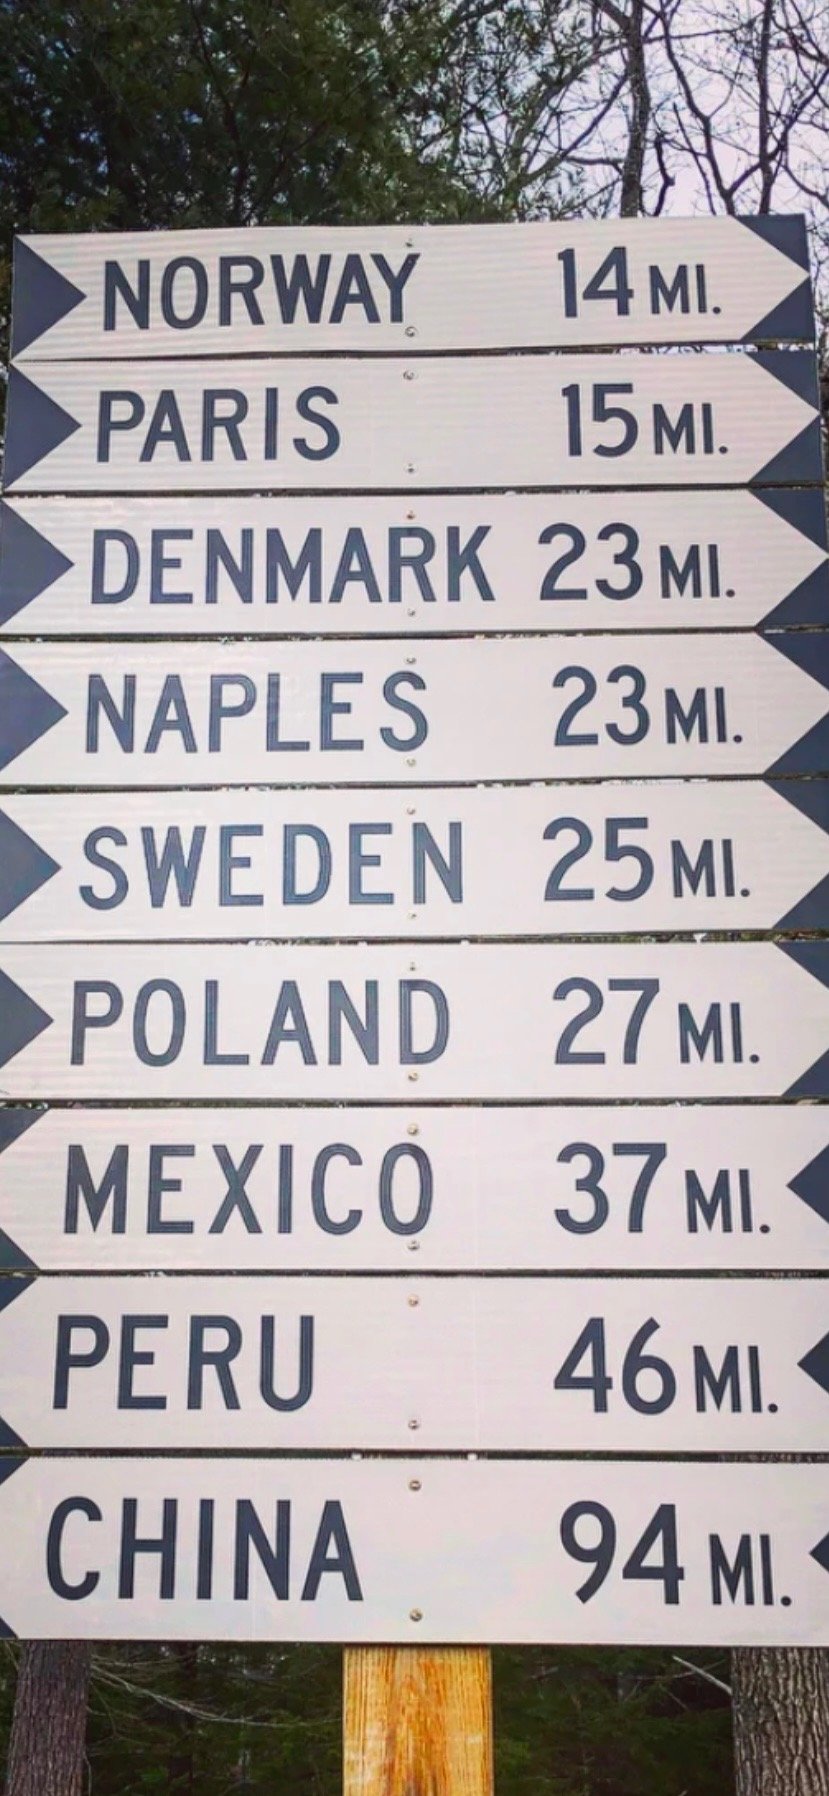 NORWAY 14 MI.
PARIS 15 MI.
DENMARK 23 MI.
NAPLES 23 MI.
SWEDEN 25 MI.
POLAND 27 MI.
MEXICO 37 MI.
PERU 46 MI.
CHINA 94 MI.